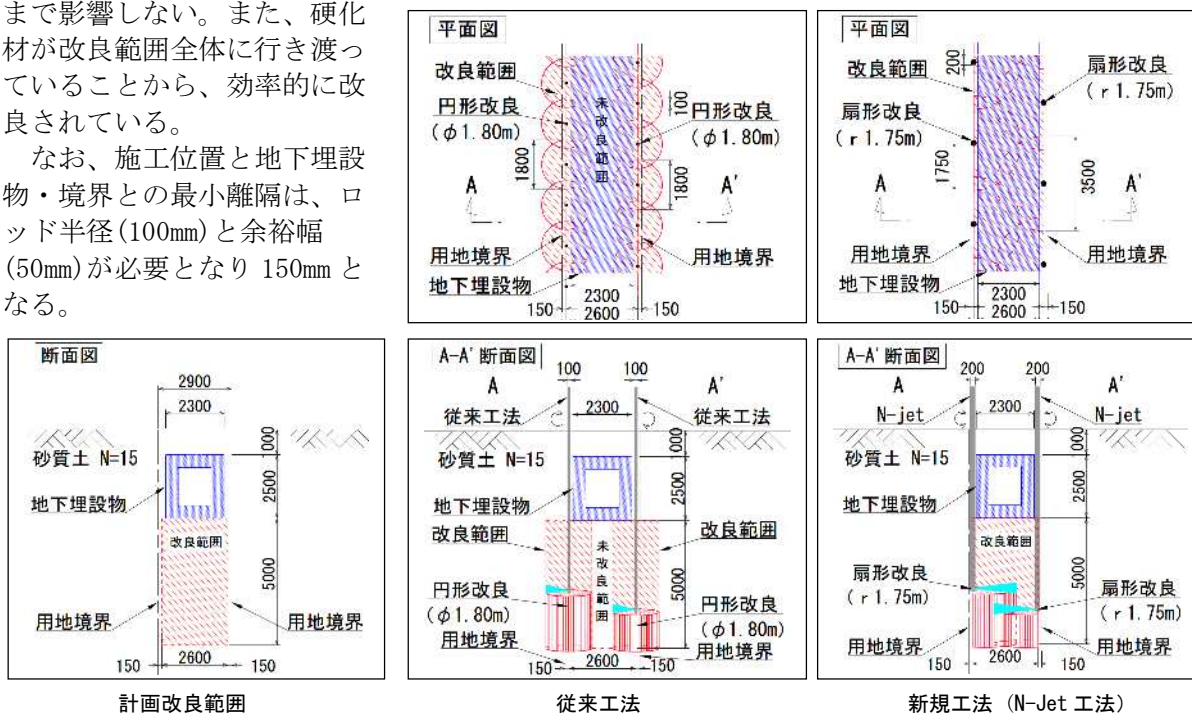 まで影響しない。また、硬化
材が改良範囲全体に行き渡っ
ていることから、効率的に改
良されている。
なお、施工位置と地下埋設
物・境界との最小離隔は、ロ
ッド半径(100mm)と余裕幅
(50mm)が必要となり 150mm と
なる。
平面図
改良範囲
円形改良
(φ1.80m)
未改良範囲
100
円形改良
(φ1.80m)
1800
1800
A
A'
用地境界
用地境界
地下埋設物
2300
150 2600 150
平面図
200
改良範囲
扇形改良
(r1.75m)
扇形改良
(r1.75m)
1750
3500
A
A'
用地境界
用地境界
地下埋設物
2300
150 2600 150
断面図
2900
2300
1000
砂質土 N=15
2500
地下埋設物
改良範囲
5000
用地境界
用地境界
2600
150 150
計画改良範囲
A-A'断面図
100 100
A A'
従来工法 従来工法
2300
1000
砂質土 N=15
2500
地下埋設物
改良範囲
改良範囲
未改良範囲
5000
円形改良
(φ1.80m)
円形改良
(φ1.80m)
用地境界
用地境界
150 2600 150
従来工法
A-A'断面図
200 200
A A'
N-jet N-jet
2300
1000
砂質土 N=15
2500
地下埋設物
改良範囲
5000
扇形改良
(r1.75m)
扇形改良
(r1.75m)
用地境界
用地境界
2600
150 150
新規工法（N-Jet 工法）